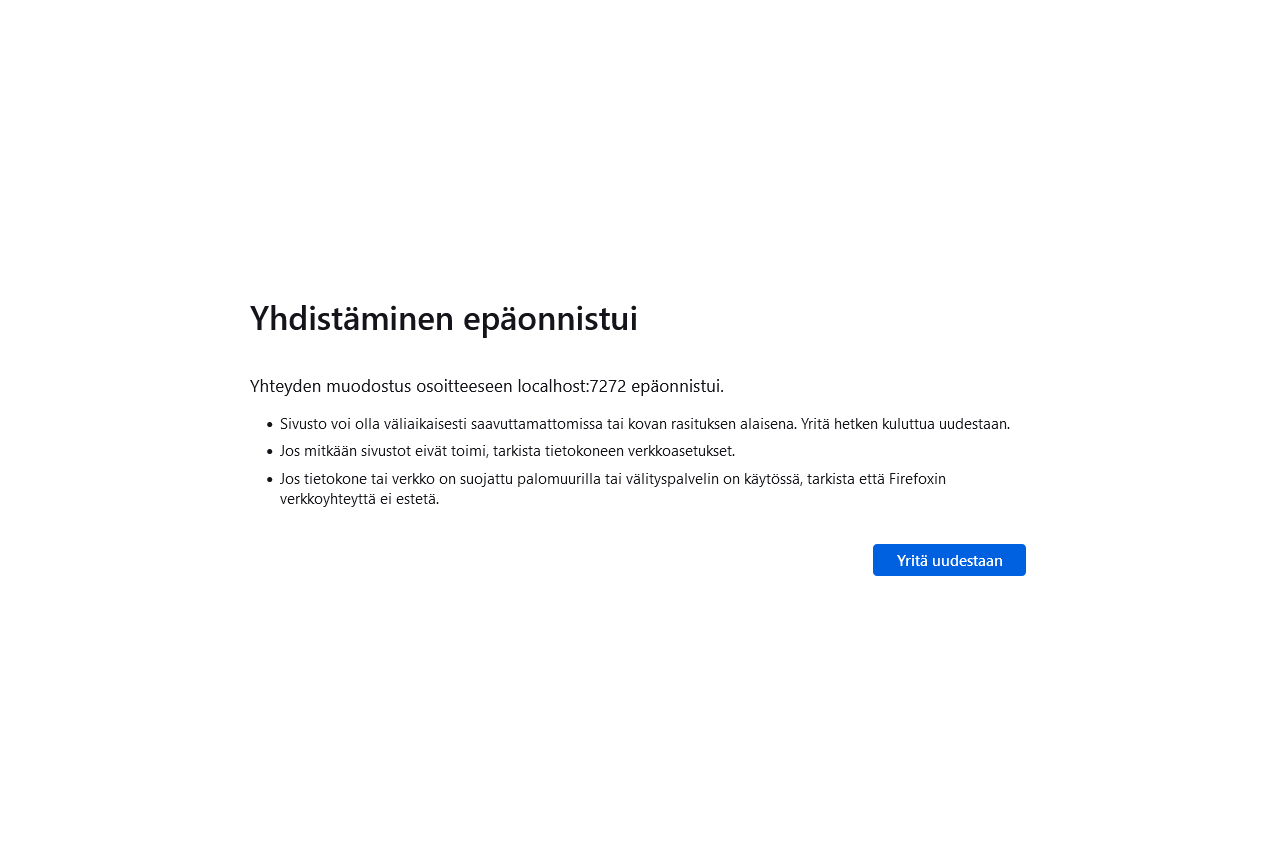 Yhdistäminen epäonnistui
Yhteyden muodostus osoitteeseen localhost:7272 epäonnistui.
• Sivusto voi olla väliaikaisesti saavuttamattomissa tai kovan rasituksen alaisena. Yritä hetken kuluttua uudestaan.
• Jos mitkään sivustot eivät toimi, tarkista tietokoneen verkkoasetukset.
• Jos tietokone tai verkko on suojattu palomuurilla tai välityspalvelin on käytössä, tarkista että Firefoxin
verkkoyhteyttä ei estetä.
Yritä uudestaan